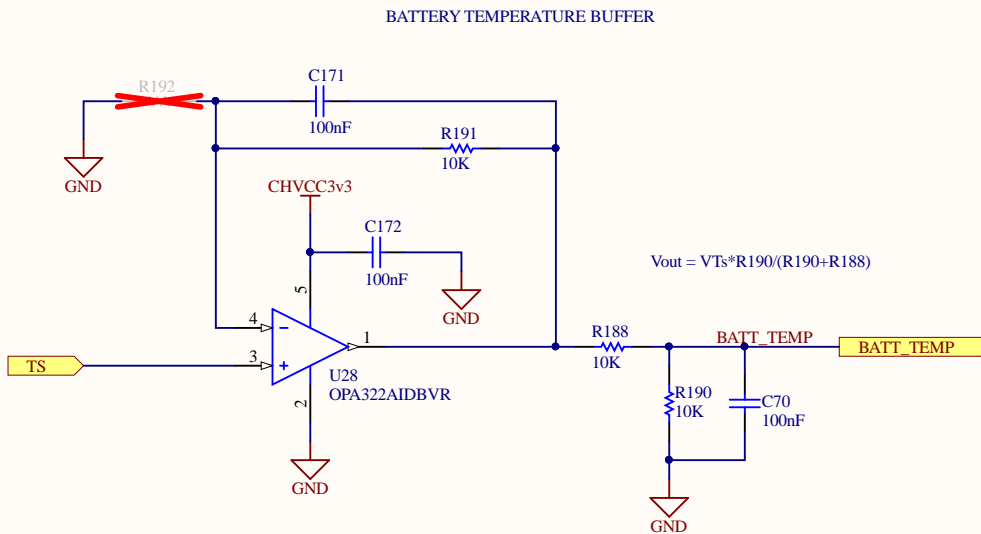 BATTERY TEMPERATURE BUFFER
R192
C171
100nF
R191
10K
GND
CHVCC3v3
C172
100nF
GND
Vout = VTs*R190/(R190+R188)
5
4
1
3
2
TS
U28
OPA322AIDBVR
GND
R188
10K
BATT_TEMP
BATT_TEMP
R190
10K
C70
100nF
GND